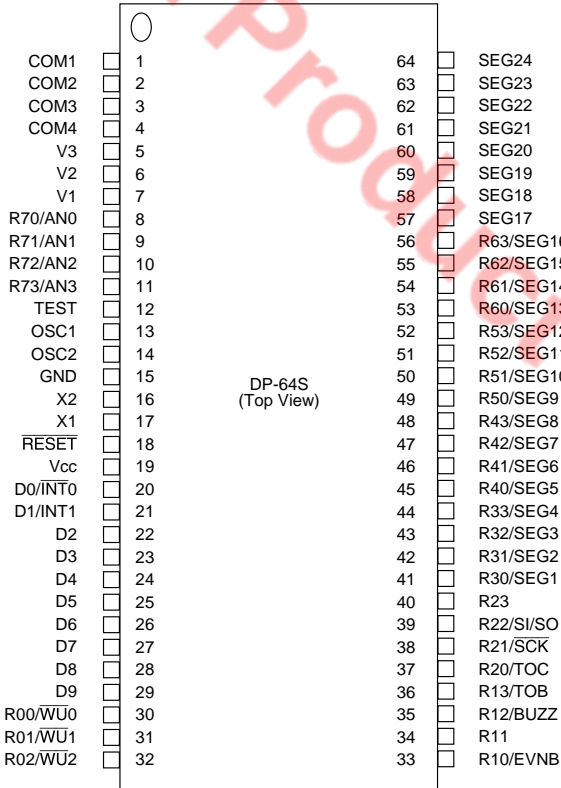 COM1 1 64 SEG24
COM2 2 63 SEG23
COM3 3 62 SEG22
COM4 4 61 SEG21
V3 5 60 SEG20
V2 6 59 SEG19
V1 7 58 SEG18
R70/AN0 8 57 SEG17
R71/AN1 9 56 R63/SEG16
R72/AN2 10 55 R62/SEG15
R73/AN3 11 54 R61/SEG14
TEST 12 53 R60/SEG13
OSC1 13 52 R53/SEG12
OSC2 14 51 R52/SEG11
GND 15 50 R51/SEG10
DP-64S
(Top View)
X2 16 49 R50/SEG9
X1 17 48 R43/SEG8
RESET 18 47 R42/SEG7
Vcc 19 46 R41/SEG6
D0/INT0 20 45 R40/SEG5
D1/INT1 21 44 R33/SEG4
D2 22 43 R32/SEG3
D3 23 42 R31/SEG2
D4 24 41 R30/SEG1
D5 25 40 R23
D6 26 39 R22/SI/SO
D7 27 38 R21/SCK
D8 28 37 R20/TOC
D9 29 36 R13/TOB
R00/WU0 30 35 R12/BUZZ
R01/WU1 31 34 R11
R02/WU2 32 33 R10/EVNB
Product